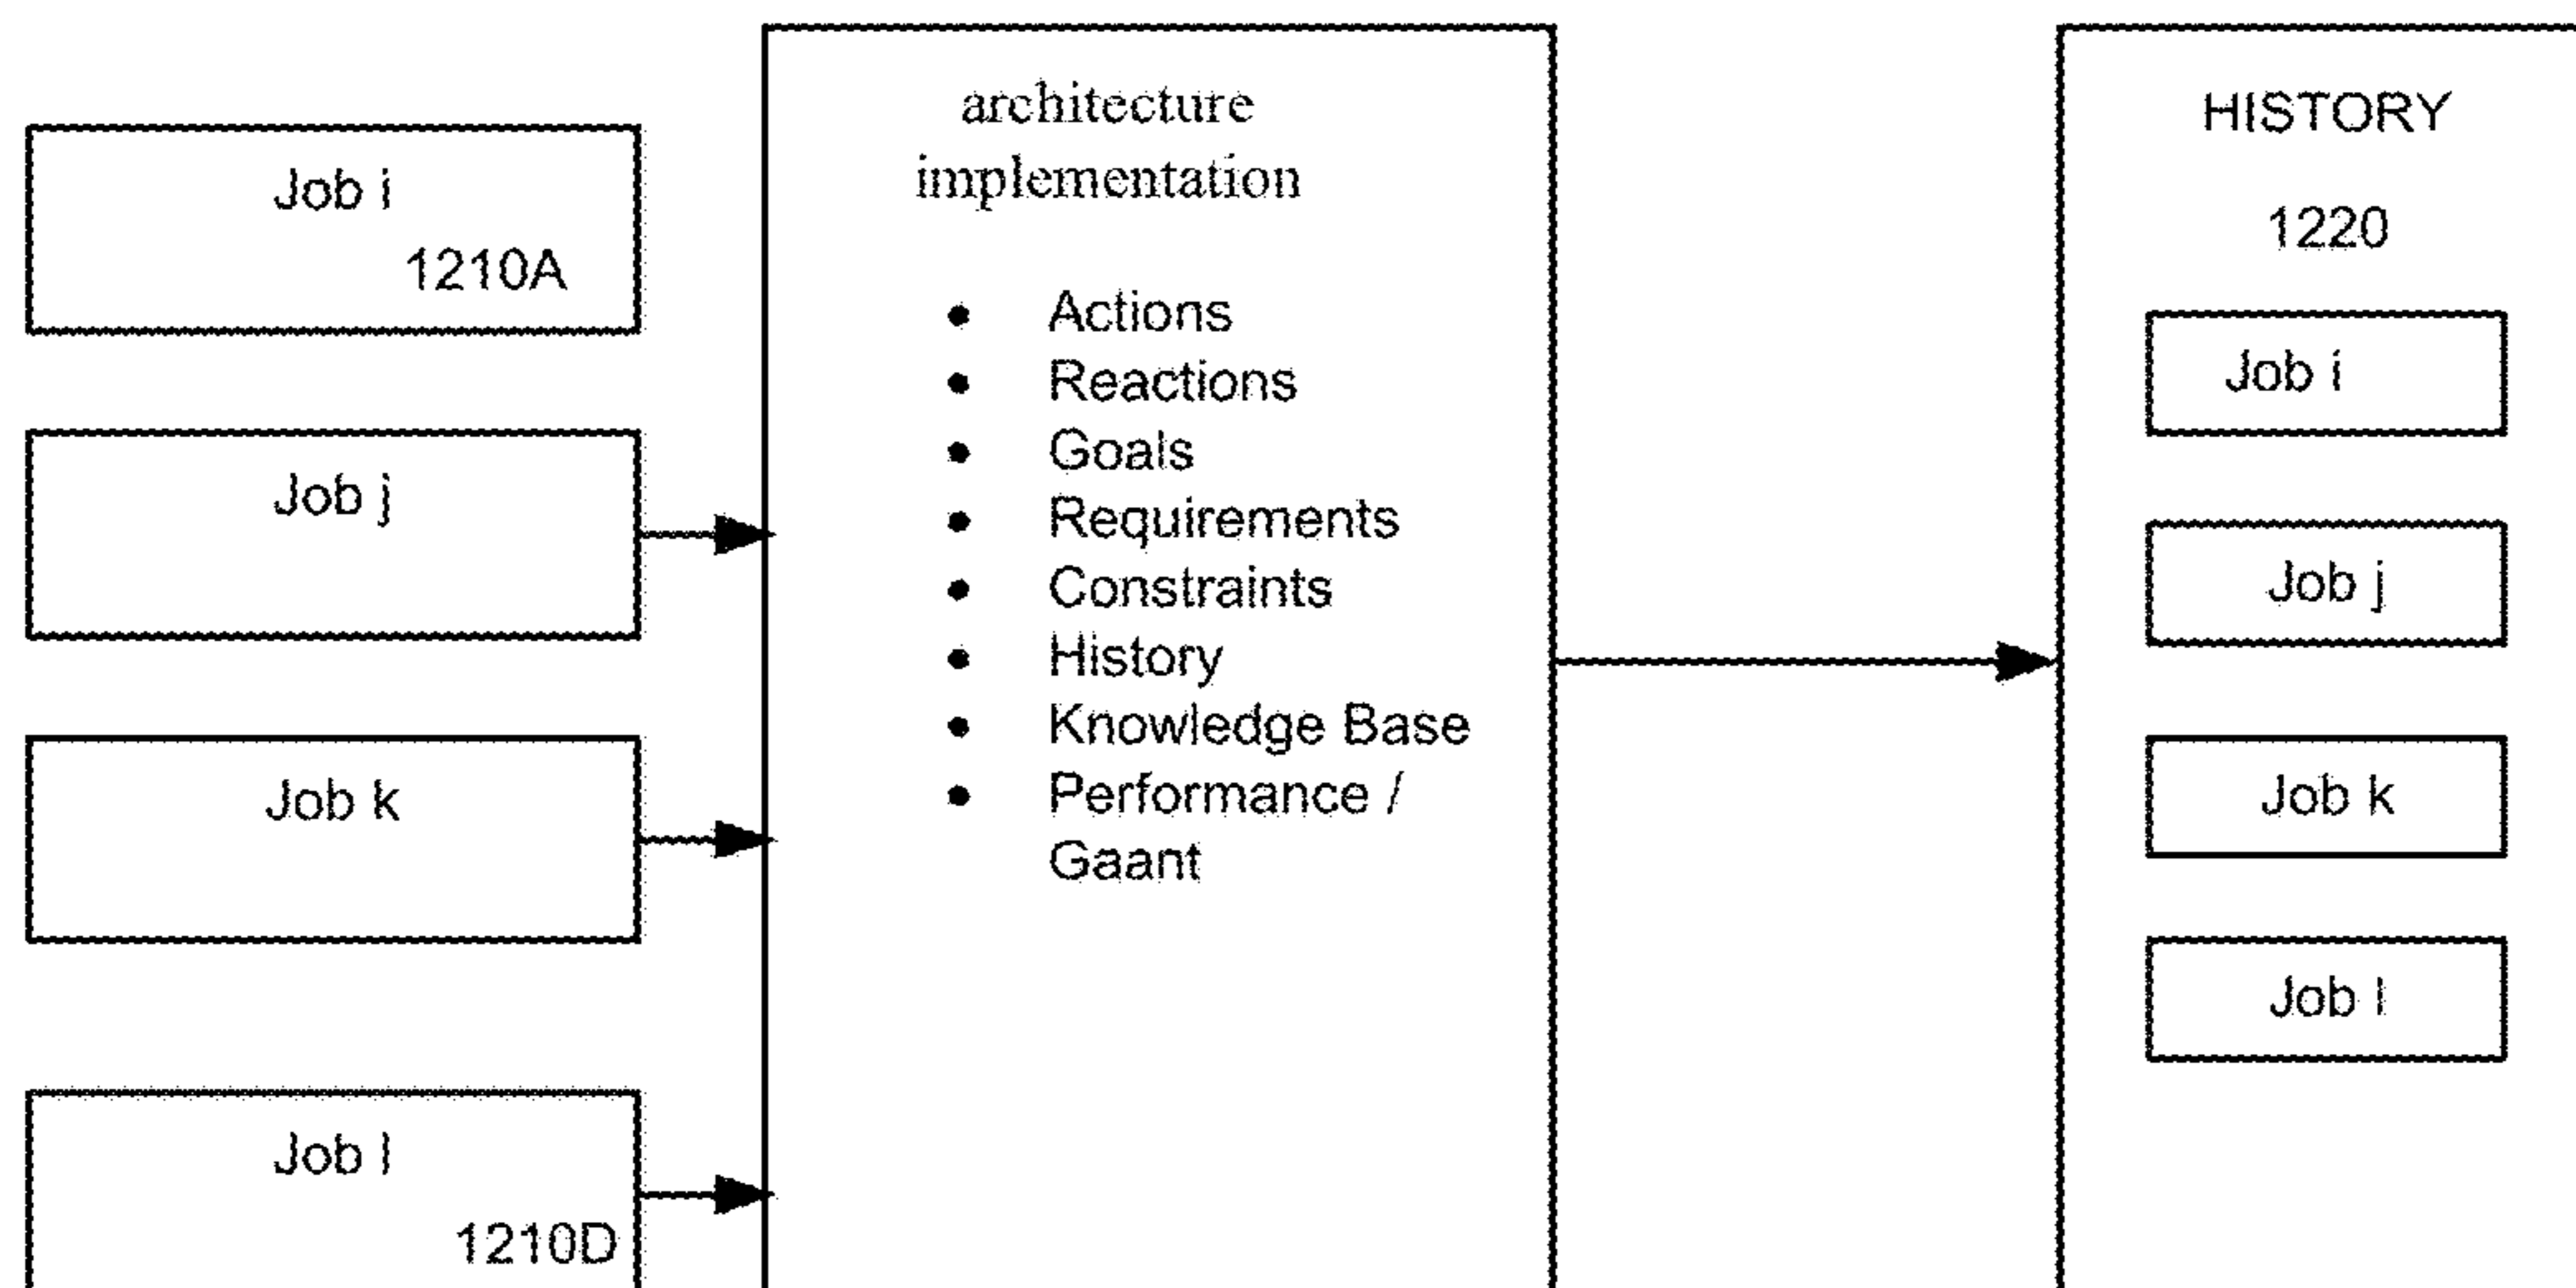 Job i
1210A
Job j
Job k
Job l
1210D
architecture
implementation
• Actions
• Reactions
• Goals
• Requirements
• Constraints
• History
• Knowledge Base
• Performance /
Gaant
HISTORY
1220
Job i
Job j
Job k
Job l